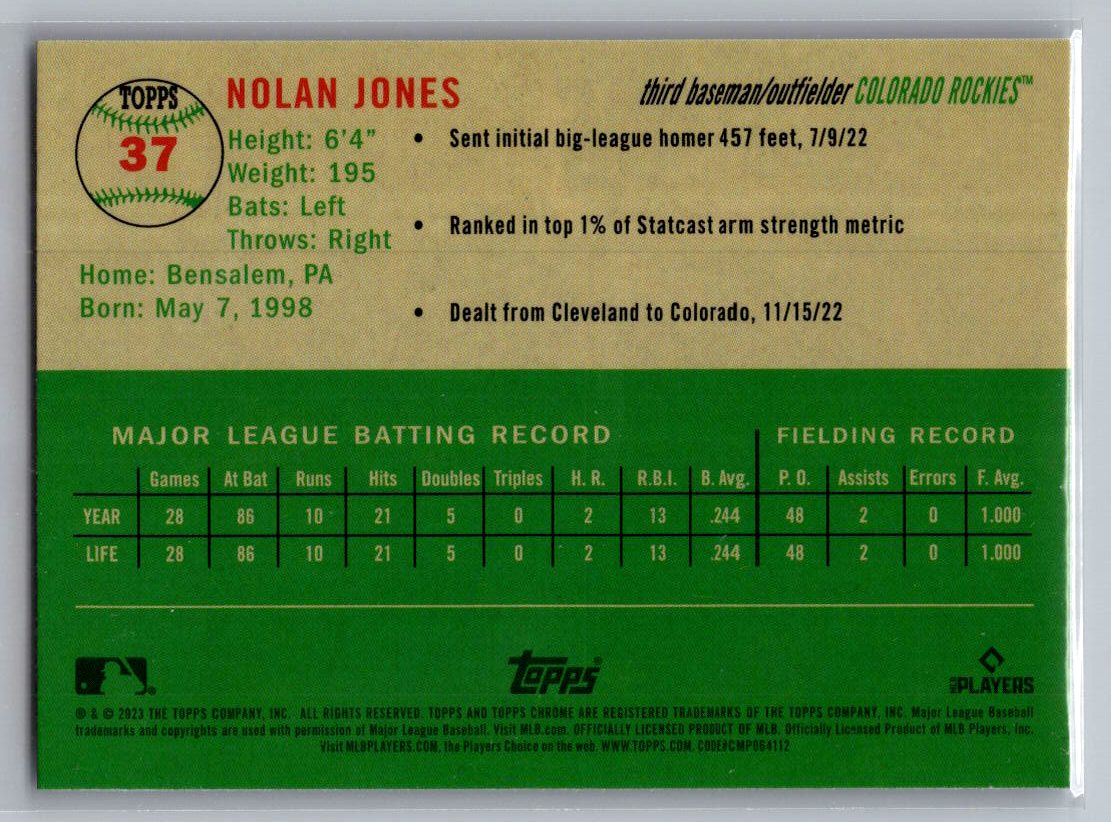 TOPPS
37
NOLAN JONES
third baseman/outfielder COLORADO ROCKIES™
Height: 6'4"
Weight: 195
Bats: Left
Throws: Right
Home: Bensalem, PA
Born: May 7, 1998
• Sent initial big-league homer 457 feet, 7/9/22
• Ranked in top 1% of Statcast arm strength metric
• Dealt from Cleveland to Colorado, 11/15/22
MAJOR LEAGUE BATTING RECORD FIELDING RECORD
Games At Bat Runs Hits Doubles Triples H. R. R.B.I. B. Avg. P. O. Assists Errors F. Avg.
YEAR 28 86 10 21 5 0 2 13 .244 48 2 0 1.000
LIFE 28 86 10 21 5 0 2 13 .244 48 2 0 1.000
topps®
MLB PLAYERS
® & © 2023 THE TOPPS COMPANY, INC. ALL RIGHTS RESERVED. TOPPS AND TOPPS CHROME ARE REGISTERED TRADEMARKS OF THE TOPPS COMPANY, INC. Major League Baseball
trademarks and copyrights are used with permission of Major League Baseball. Visit MLB.com. OFFICIALLY LICENSED PRODUCT OF MLB. Officially Licensed Product of MLB Players, Inc.
Visit MLBPLAYERS.COM, the Players Choice on the web. WWW.TOPPS.COM. CODE#CMP064112